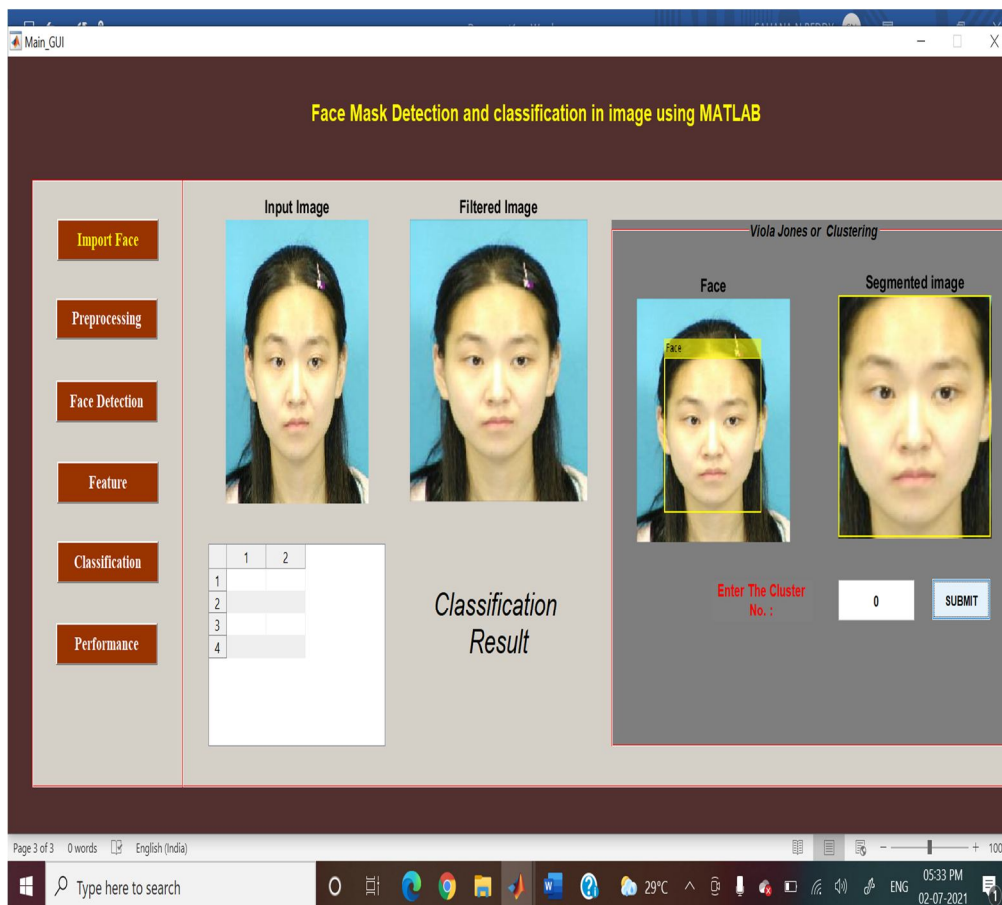 Main_GUI
Face Mask Detection and classification in image using MATLAB
Import Face
Preprocessing
Face Detection
Feature
Classification
Performance
Input Image
Filtered Image
Viola Jones or Clustering
Face
Segmented image
Face
1 2
1
2
3
4
Classification
Result
Enter The Cluster
No. :
0
SUBMIT
Page 3 of 3 0 words English (India)
100
Type here to search
29°C
ENG
05:33 PM
02-07-2021
1